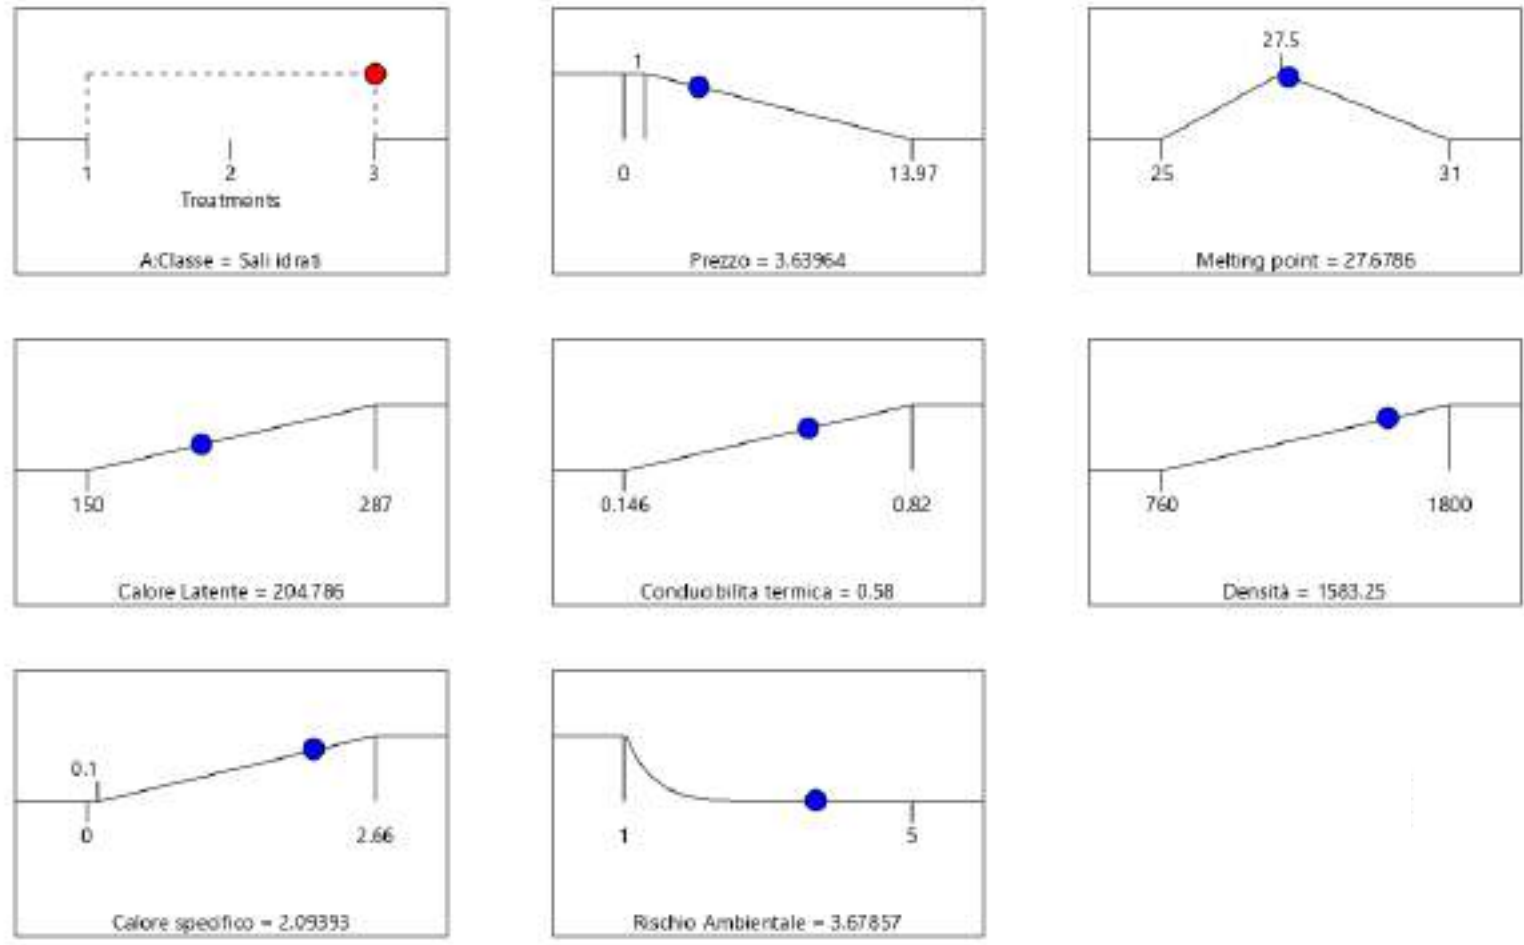 1
2
3
Treatments
A:Classe = Sali idrati
1
0
13.97
Prezzo = 3.63964
27.5
25
31
Melting point = 27.6786
150
287
Calore Latente = 204.786
0.146
0.82
Conducibilita termica = 0.58
760
1800
Densità = 1583.25
0.1
0
2.66
Calore specifico = 2.09393
1
5
Rischio Ambientale = 3.67857